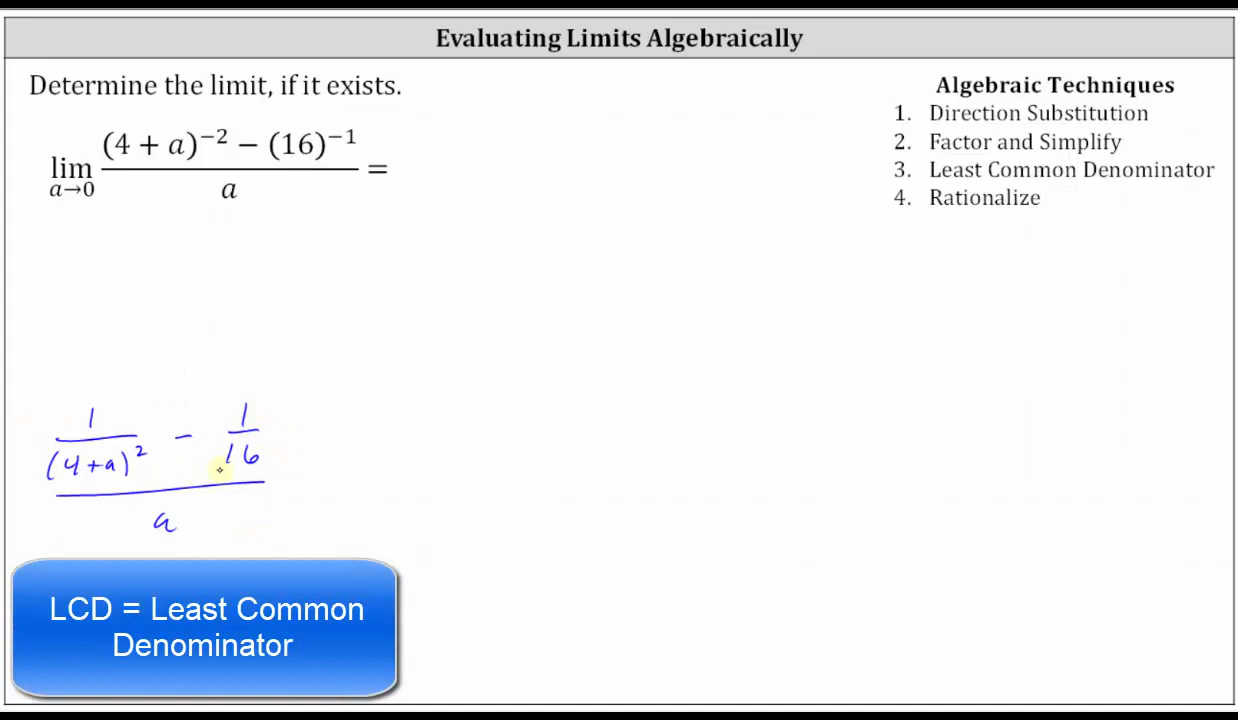 Evaluating Limits Algebraically
Determine the limit, if it exists.
lim a→0 ((4 + a)⁻² − (16)⁻¹) / a =
Algebraic Techniques
1. Direction Substitution
2. Factor and Simplify
3. Least Common Denominator
4. Rationalize
1/(4+a)² − 1/16
a
LCD = Least Common
Denominator